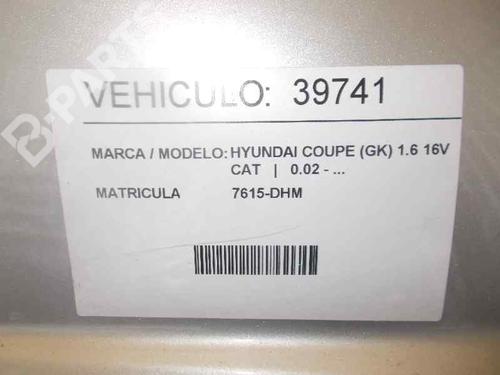 VEHICULO: 39741
MARCA / MODELO: HYUNDAI COUPE (GK) 1.6 16V
CAT | 0.02 - ...
MATRICULA 7615-DHM
B-PARTS